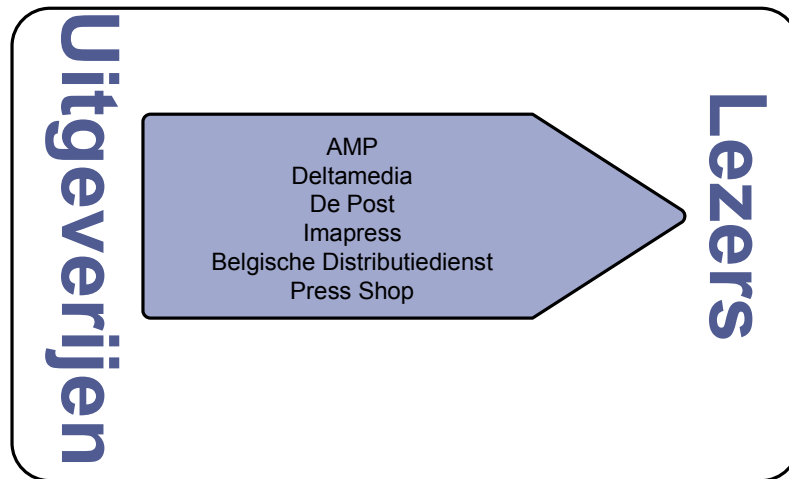 Uitgeverijen
AMP
Deltamedia
De Post
Imapress
Belgische Distributiedienst
Press Shop
Lezers